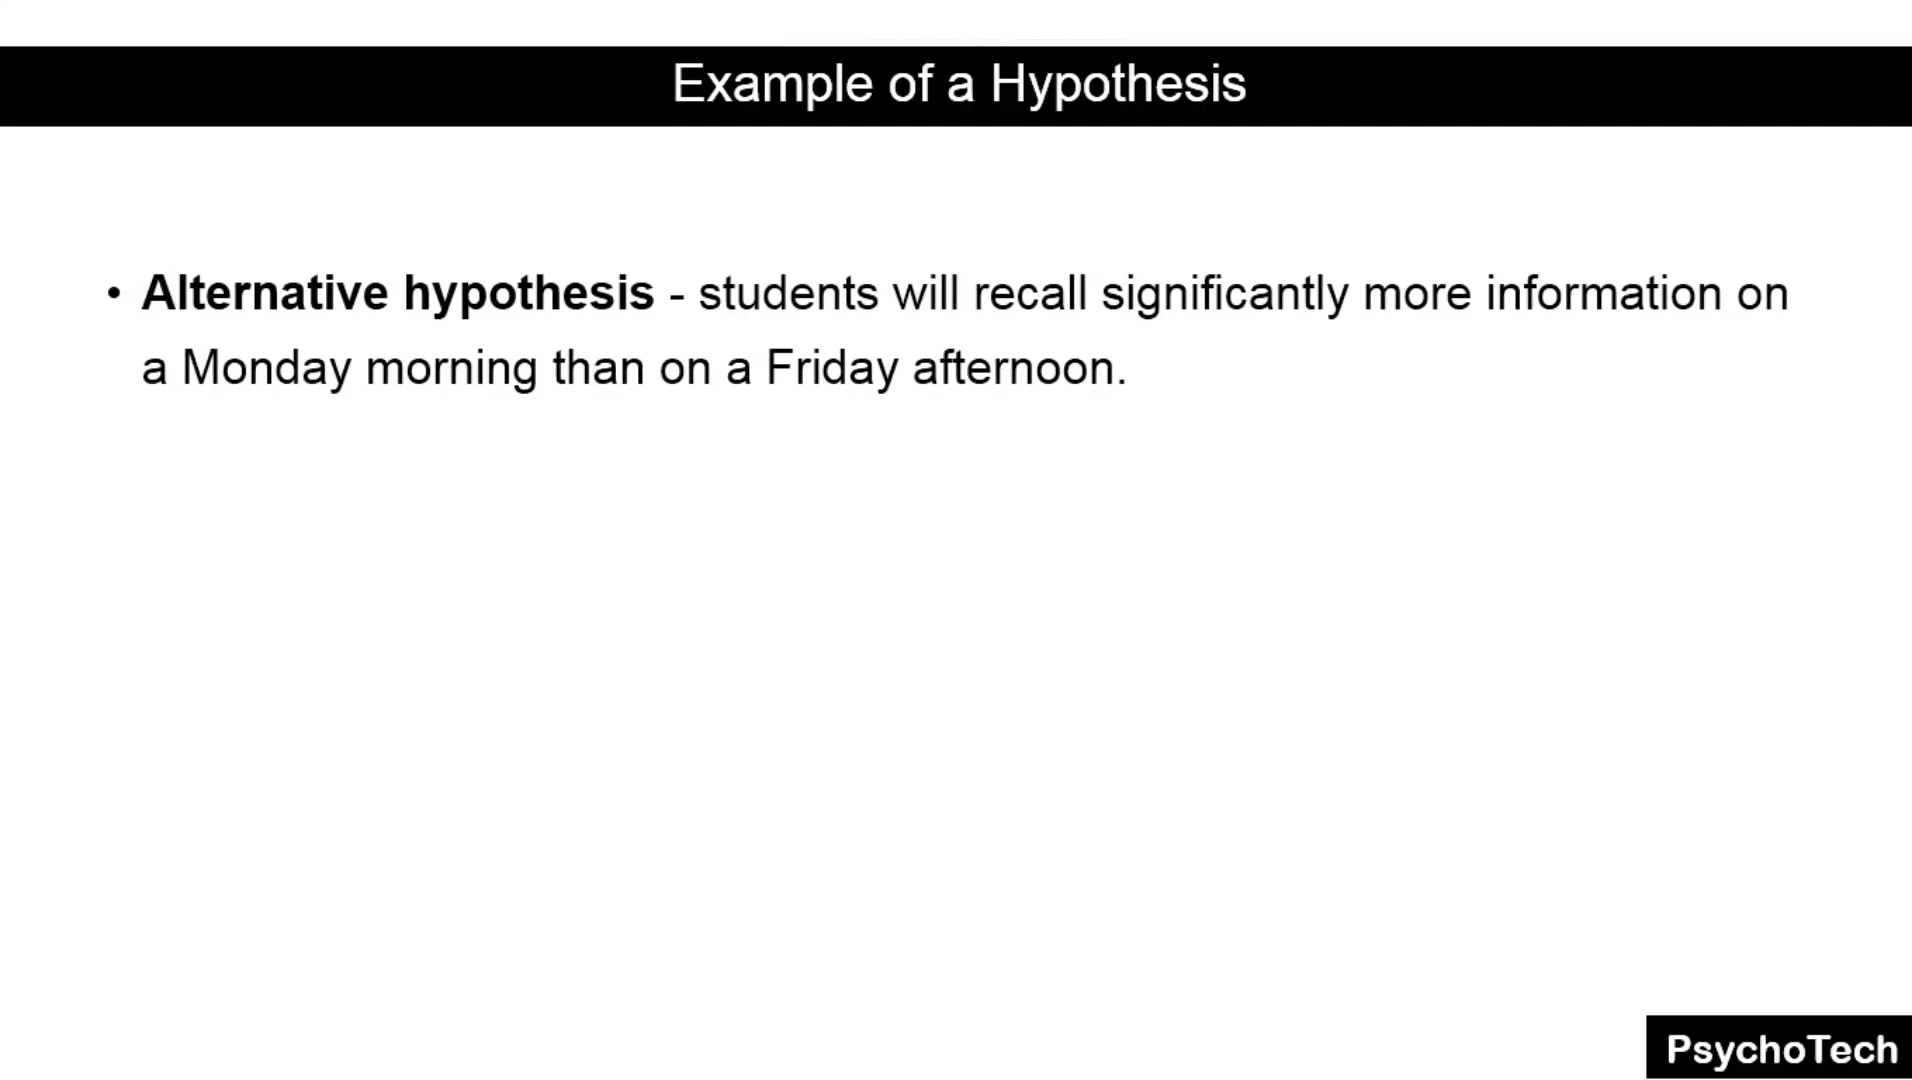 Example of a Hypothesis
• Alternative hypothesis - students will recall significantly more information on
a Monday morning than on a Friday afternoon.
PsychoTech